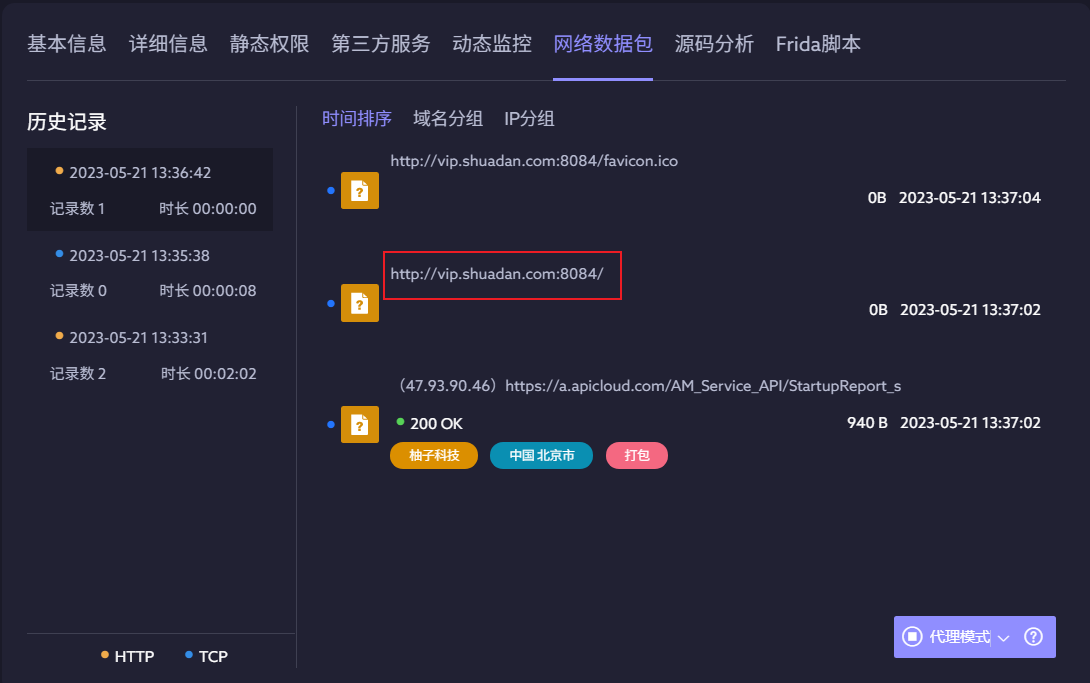 基本信息 详细信息 静态权限 第三方服务 动态监控 网络数据包 源码分析 Frida脚本
历史记录
2023-05-21 13:36:42
记录数 1 时长 00:00:00
2023-05-21 13:35:38
记录数 0 时长 00:00:08
2023-05-21 13:33:31
记录数 2 时长 00:02:02
HTTP TCP
时间排序 域名分组 IP分组
http://vip.shuadan.com:8084/favicon.ico
0B 2023-05-21 13:37:04
http://vip.shuadan.com:8084/
0B 2023-05-21 13:37:02
（47.93.90.46）https://a.apicloud.com/AM_Service_API/StartupReport_s
200 OK 940 B 2023-05-21 13:37:02
柚子科技 中国 北京市 打包
代理模式